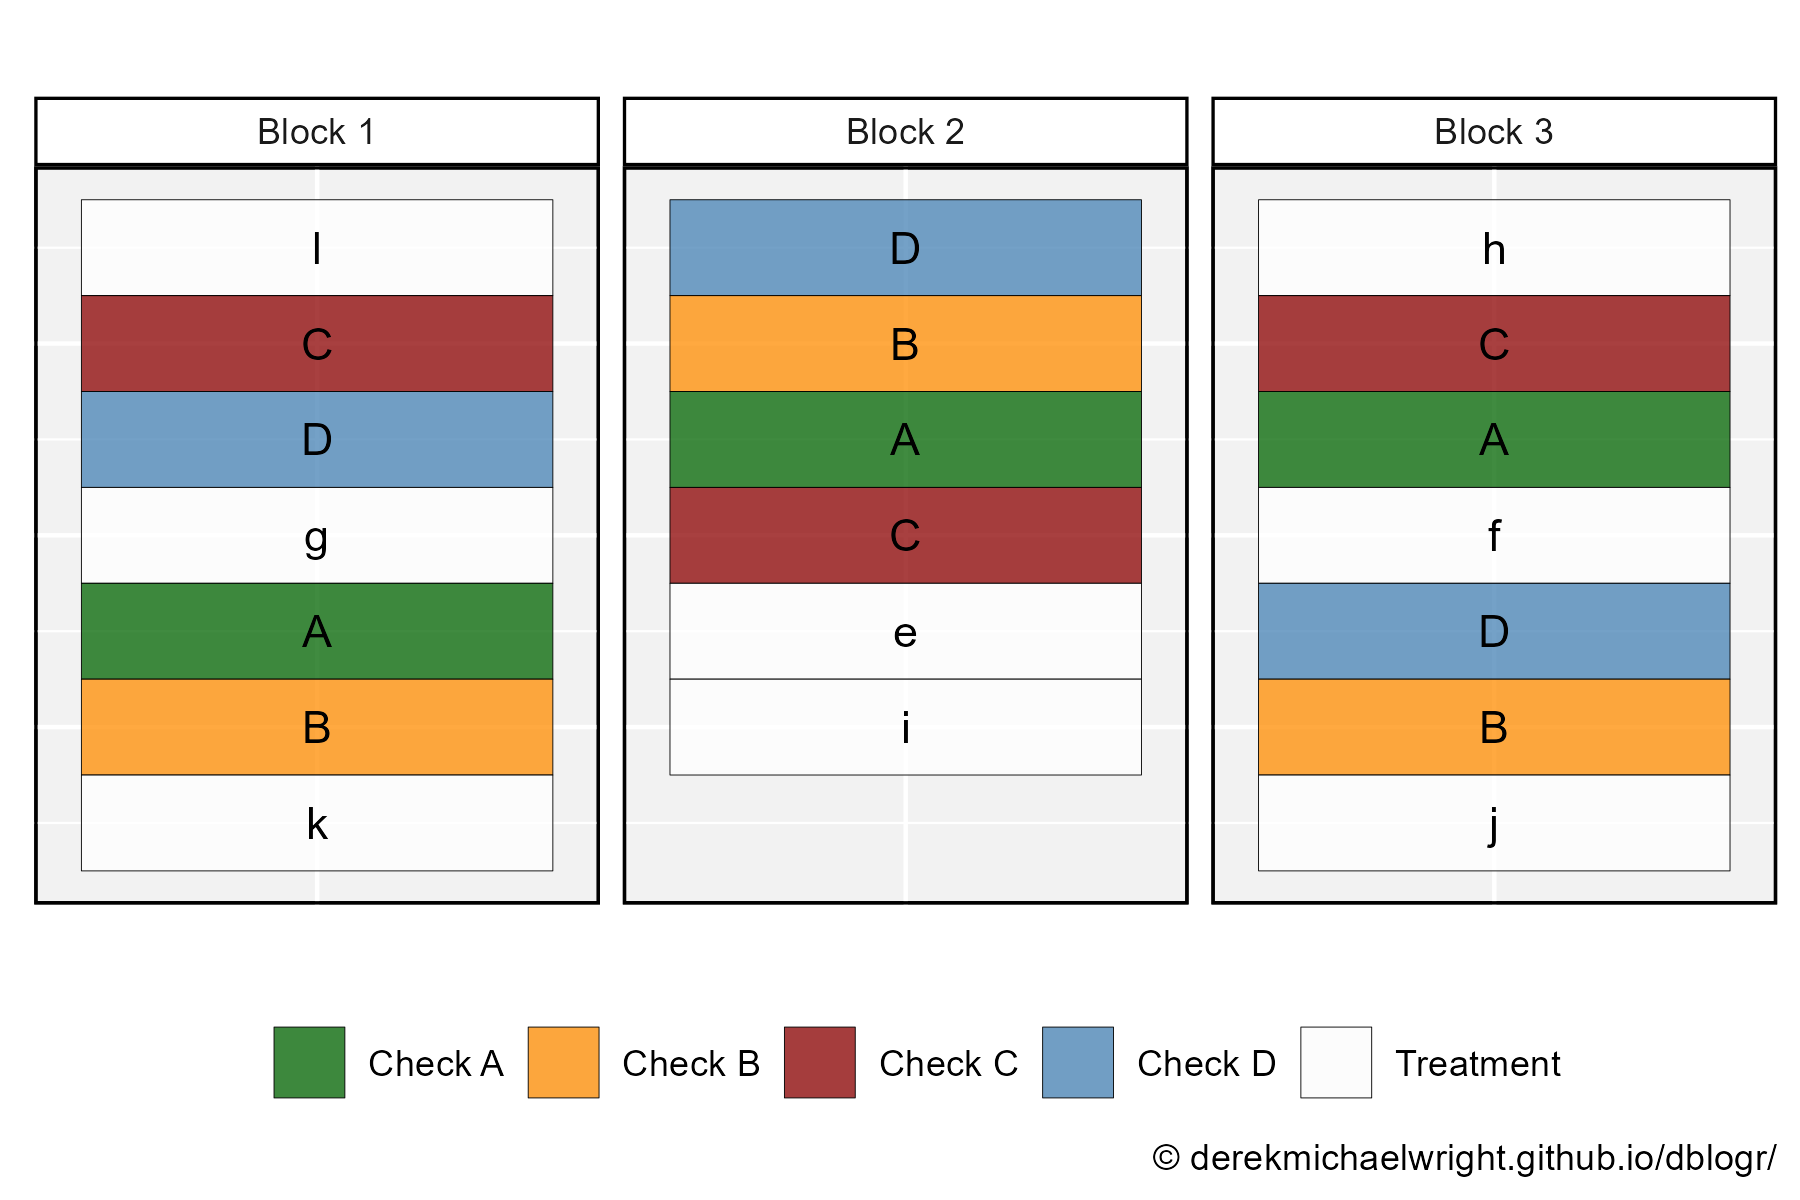 Block 1
l
C
D
g
A
B
k
Block 2
D
B
A
C
e
i
Block 3
h
C
A
f
D
B
j
Check A
Check B
Check C
Check D
Treatment
© derekmichaelwright.github.io/dblogr/